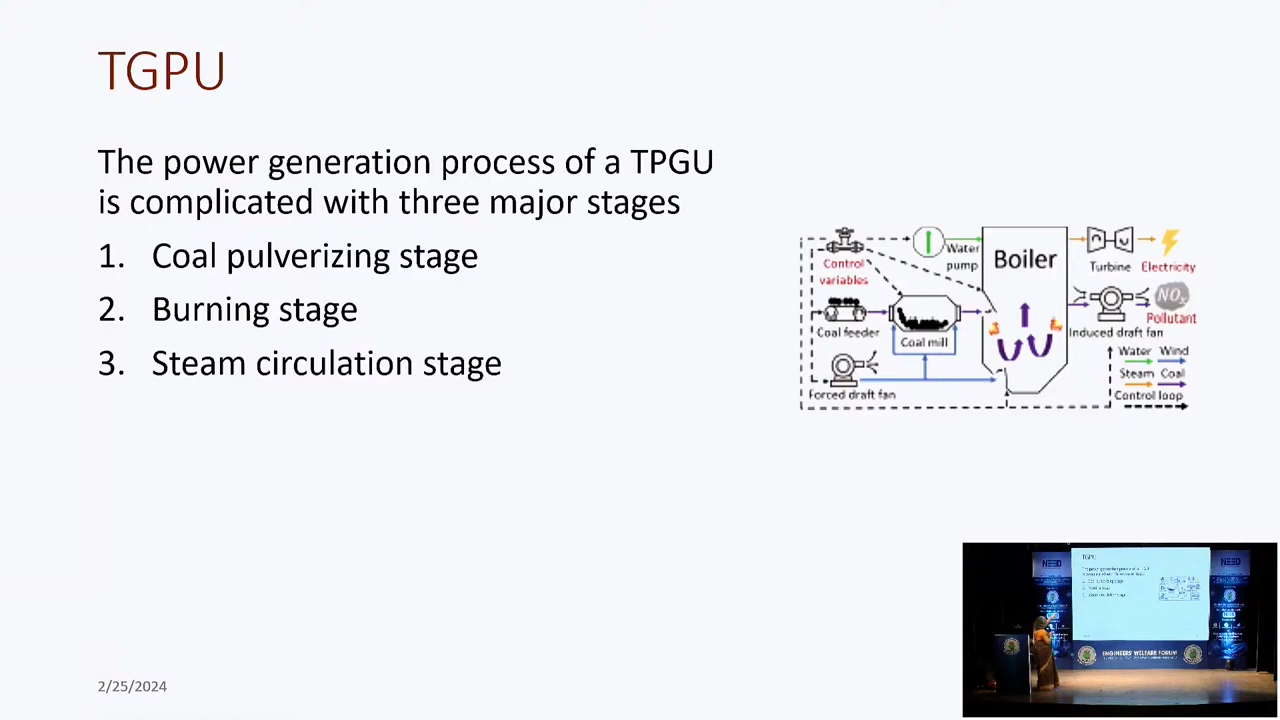 TGPU
The power generation process of a TPGU
is complicated with three major stages
1. Coal pulverizing stage
2. Burning stage
3. Steam circulation stage
Control
variables
Water
pump
Boiler
Turbine
Electricity
Coal feeder
Coal mill
NOx
Pollutant
Induced draft fan
Forced draft fan
Water Wind
Steam Coal
Control loop
2/25/2024
TGPU
NEED
ENGINEERS' WELFARE FORUM